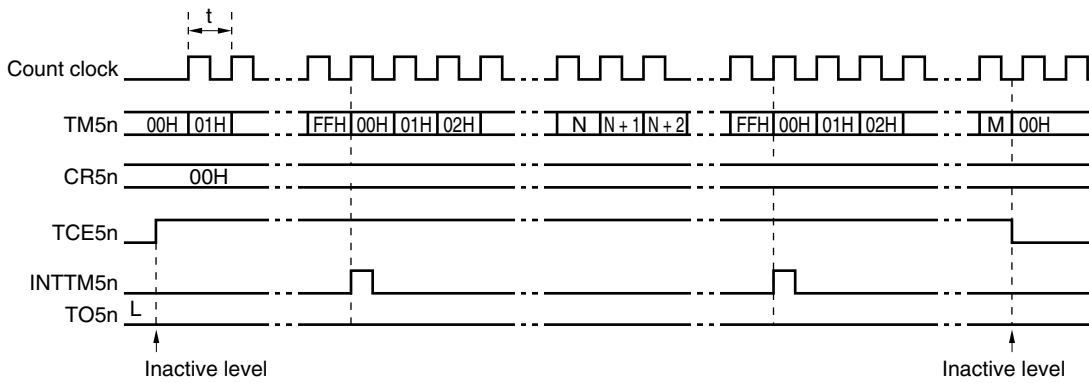 t
Count clock
TM5n 00H 01H FFH 00H 01H 02H N N + 1 N + 2 FFH 00H 01H 02H M 00H
CR5n 00H
TCE5n
INTTM5n
TO5n L
Inactive level Inactive level